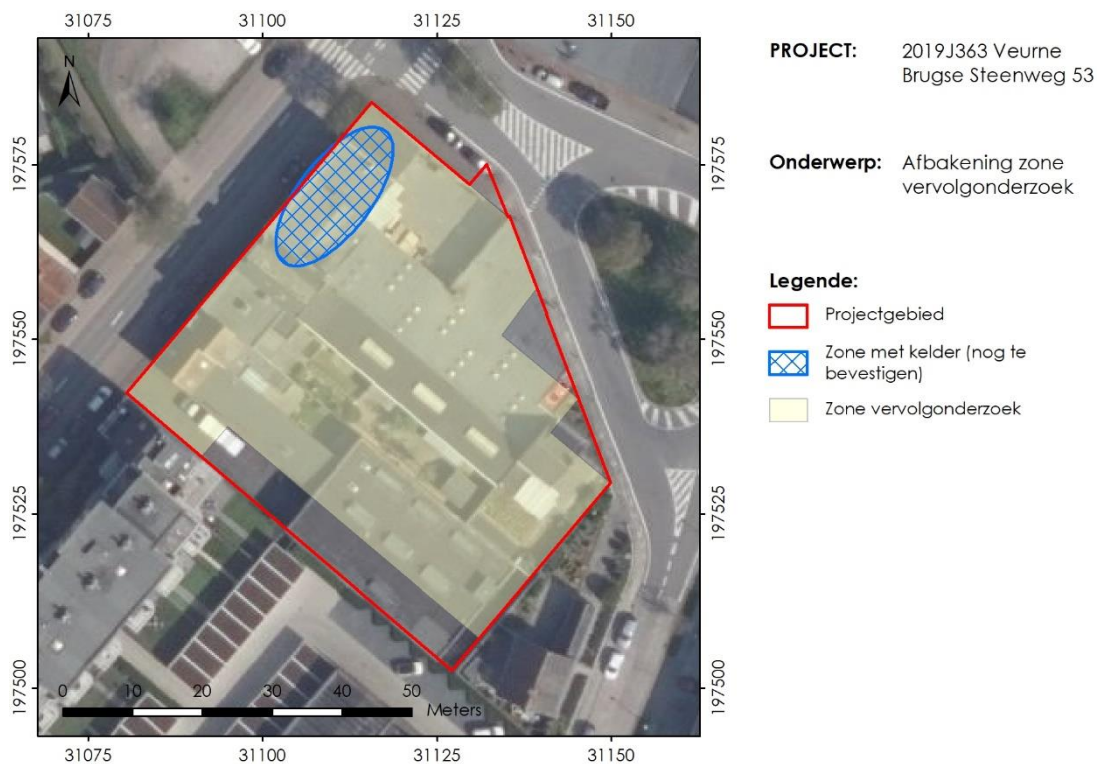 31075 31100 31125 31150
N
PROJECT: 2019J363 Veurne
Brugse Steenweg 53
197575 197575
Onderwerp: Afbakening zone
vervolgonderzoek
Legende:
Projectgebied
197550 197550
Zone met kelder (nog te
bevestigen)
Zone vervolgonderzoek
197525 197525
197500 197500
0 10 20 30 40 50
Meters
31075 31100 31125 31150